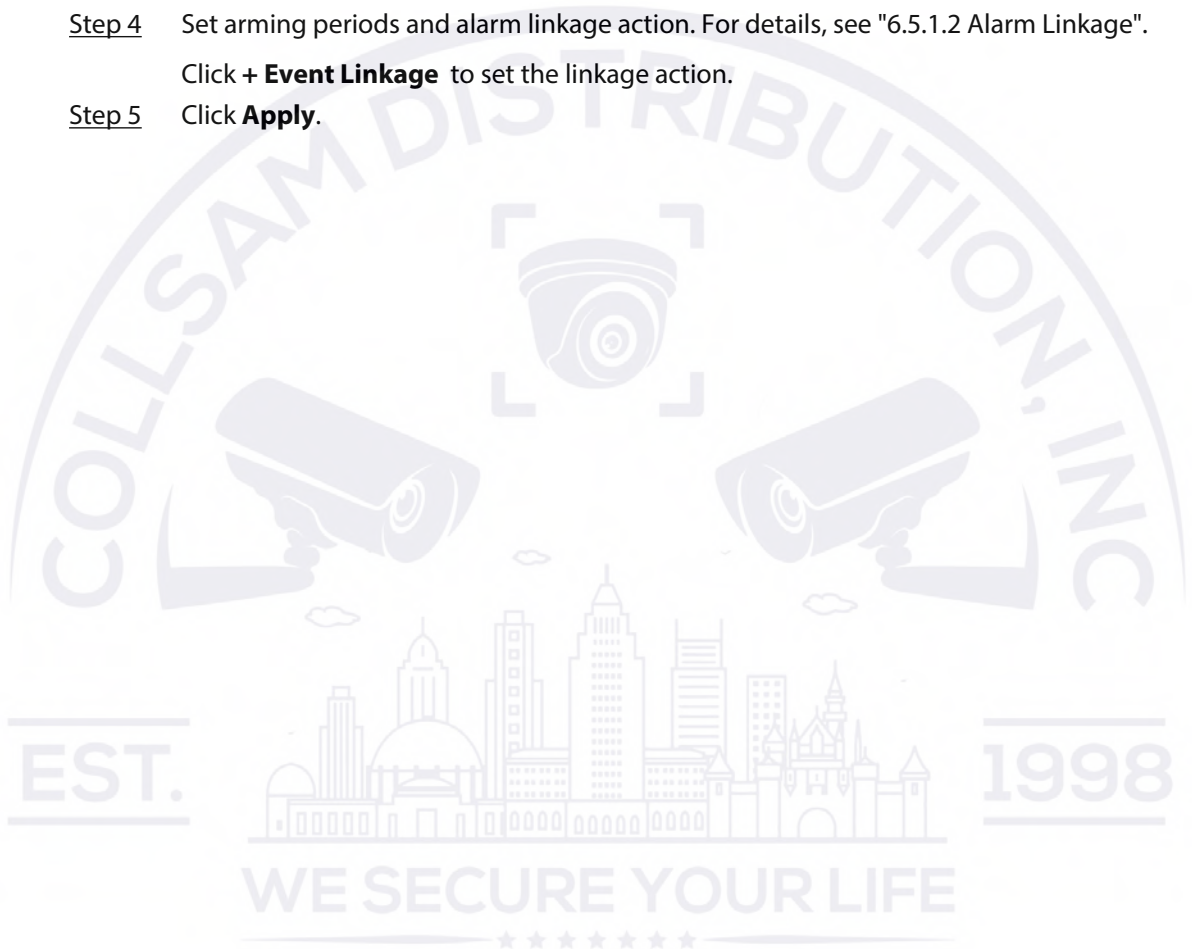 Step 4 Set arming periods and alarm linkage action. For details, see "6.5.1.2 Alarm Linkage".
Click + Event Linkage to set the linkage action.
Step 5 Click Apply.
COLLSAM DISTRIBUTION, INC
EST. 1998
WE SECURE YOUR LIFE